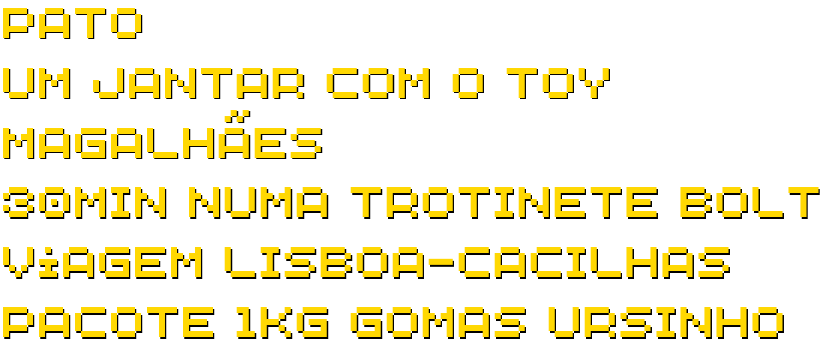 PATO
UM JANTAR COM O TOY
MAGALHÃES
30MIN NUMA TROTINETE BOLT
ViAGEM LISBOA-CACILHAS
PACOTE 1KG GOMAS URSINHO